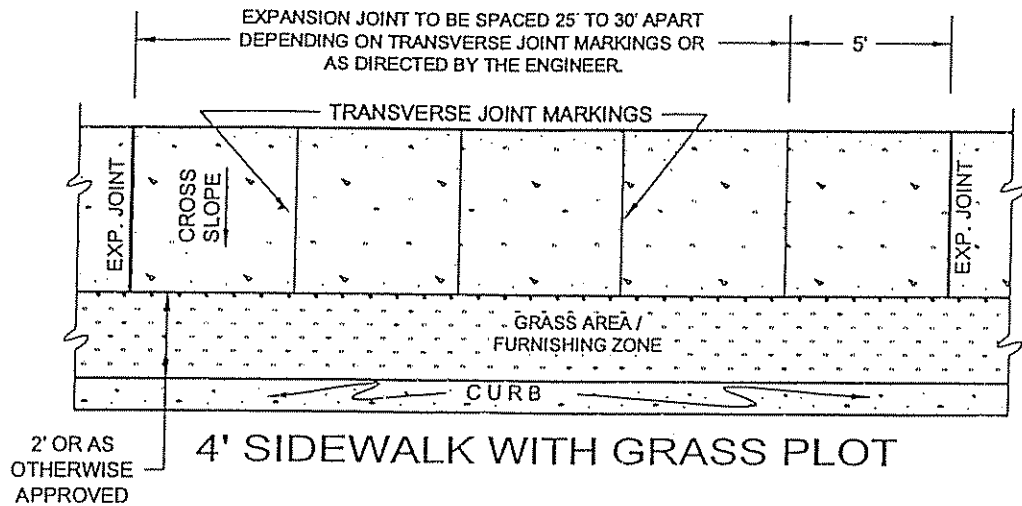 EXPANSION JOINT TO BE SPACED 25' TO 30' APART
DEPENDING ON TRANSVERSE JOINT MARKINGS OR
AS DIRECTED BY THE ENGINEER.
5'
TRANSVERSE JOINT MARKINGS
EXP. JOINT
CROSS
SLOPE
EXP. JOINT
GRASS AREA /
FURNISHING ZONE
CURB
2' OR AS
OTHERWISE
APPROVED
4' SIDEWALK WITH GRASS PLOT